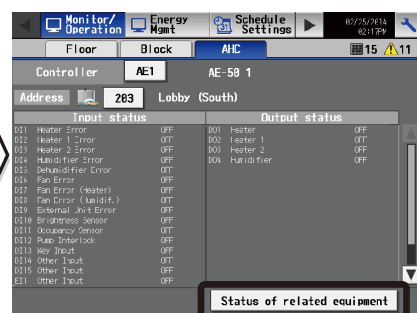 Monitor/ Operation Energy Mgmt Schedule Settings 02/25/2014 02:17PM
Floor Block AHC 15 11
Controller AE1 AE-50 1
Address 203 Lobby (South)
Input status Output status
DI1 Heater Error OFF DO1 Heater OFF
DI2 Heater 1 Error OFF DO2 Heater 1 OFF
DI3 Heater 2 Error OFF DO3 Heater 2 OFF
DI4 Humidifier Error OFF DO4 Humidifier OFF
DI5 Dehumidifier Error OFF
DI6 Fan Error OFF
DI7 Fan Error (Heater) OFF
DI8 Fan Error (Humidif.) OFF
DI9 External Unit Error OFF
DI10 Brightness Sensor OFF
DI11 Occupancy Sensor OFF
DI12 Pump Interlock OFF
DI13 Key Input OFF
DI14 Other Input OFF
DI15 Other Input OFF
EI1 Other Input OFF
Status of related equipment